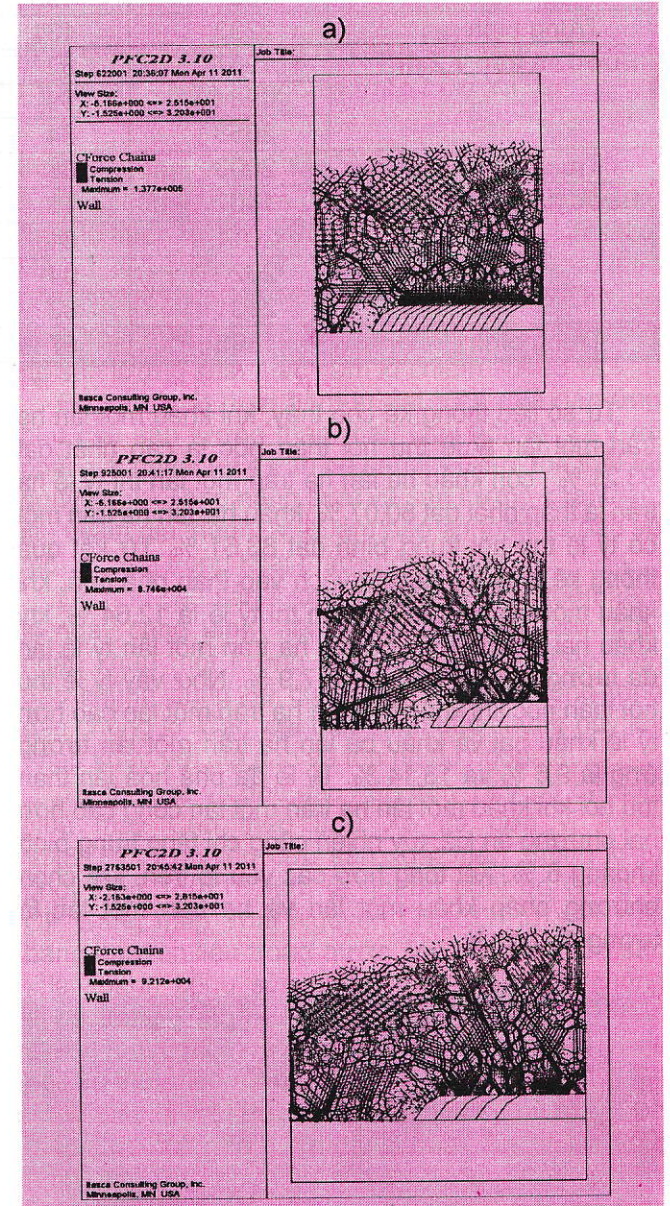 a)
PFC2D 3.10
Job Title:
Step 622001 20:36:07 Mon Apr 11 2011
View Size:
X: -5.166e+000 <=> 2.515e+001
Y: -1.525e+000 <=> 3.203e+001
CForce Chains
Compression
Tension
Maximum = 1.377e+005
Wall
Itasca Consulting Group, Inc.
Minneapolis, MN USA
b)
PFC2D 3.10
Job Title:
Step 925001 20:41:17 Mon Apr 11 2011
View Size:
X: -5.166e+000 <=> 2.515e+001
Y: -1.525e+000 <=> 3.203e+001
CForce Chains
Compression
Tension
Maximum = 8.746e+004
Wall
Itasca Consulting Group, Inc.
Minneapolis, MN USA
c)
PFC2D 3.10
Job Title:
Step 2763501 20:45:42 Mon Apr 11 2011
View Size:
X: -2.163e+000 <=> 2.815e+001
Y: -1.525e+000 <=> 3.203e+001
CForce Chains
Compression
Tension
Maximum = 9.212e+004
Wall
Itasca Consulting Group, Inc.
Minneapolis, MN USA